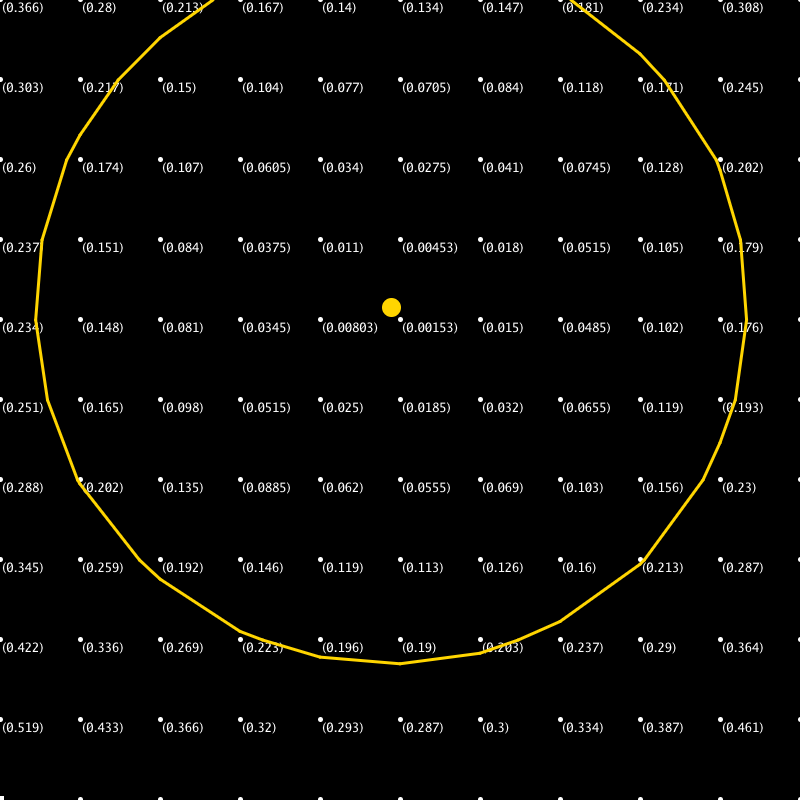 (0.366) (0.28) (0.213) (0.167) (0.14) (0.134) (0.147) (0.181) (0.234) (0.308)
(0.303) (0.217) (0.15) (0.104) (0.077) (0.0705) (0.084) (0.118) (0.171) (0.245)
(0.26) (0.174) (0.107) (0.0605) (0.034) (0.0275) (0.041) (0.0745) (0.128) (0.202)
(0.237) (0.151) (0.084) (0.0375) (0.011) (0.00453) (0.018) (0.0515) (0.105) (0.179)
(0.234) (0.148) (0.081) (0.0345) (0.00803) (0.00153) (0.015) (0.0485) (0.102) (0.176)
(0.251) (0.165) (0.098) (0.0515) (0.025) (0.0185) (0.032) (0.0655) (0.119) (0.193)
(0.288) (0.202) (0.135) (0.0885) (0.062) (0.0555) (0.069) (0.103) (0.156) (0.23)
(0.345) (0.259) (0.192) (0.146) (0.119) (0.113) (0.126) (0.16) (0.213) (0.287)
(0.422) (0.336) (0.269) (0.223) (0.196) (0.19) (0.203) (0.237) (0.29) (0.364)
(0.519) (0.433) (0.366) (0.32) (0.293) (0.287) (0.3) (0.334) (0.387) (0.461)